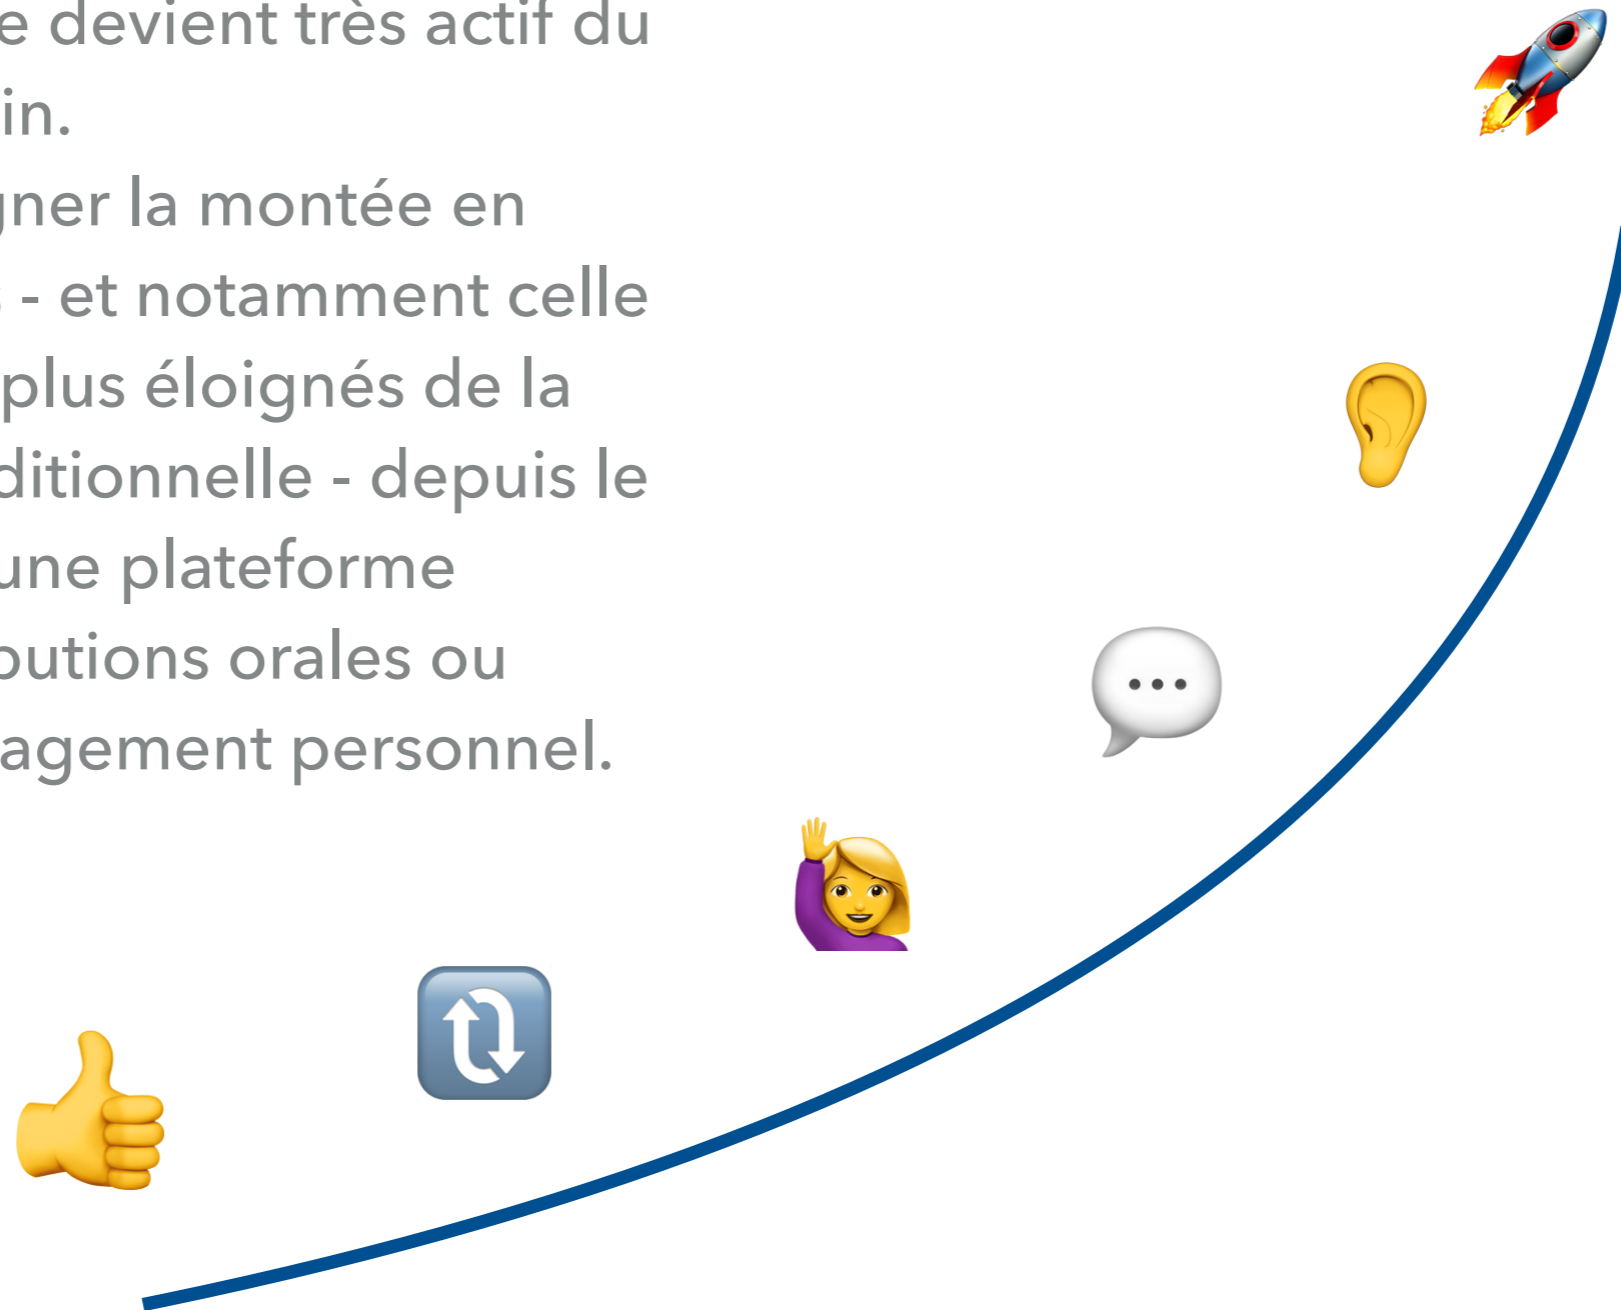 e devient très actif du
in.
gner la montée en
s - et notamment celle
plus éloignés de la
ditionnelle - depuis le
une plateforme
butions orales ou
agement personnel.